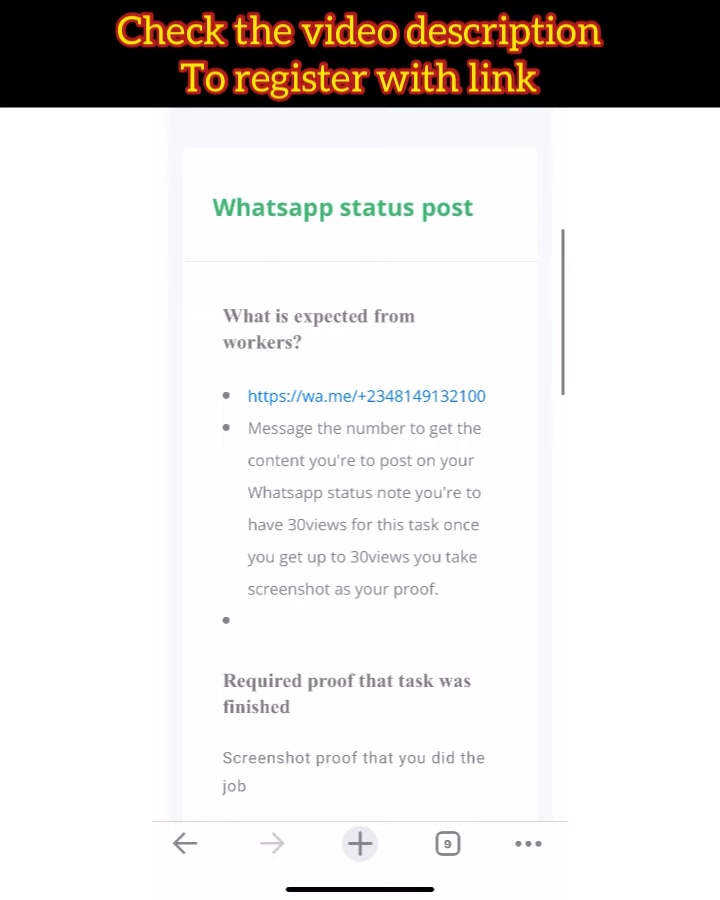 Check the video description
To register with link
Whatsapp status post
What is expected from
workers?
https://wa.me/+2348149132100
Message the number to get the
content you're to post on your
Whatsapp status note you're to
have 30views for this task once
you get up to 30views you take
screenshot as your proof.
Required proof that task was
finished
Screenshot proof that you did the
job
9